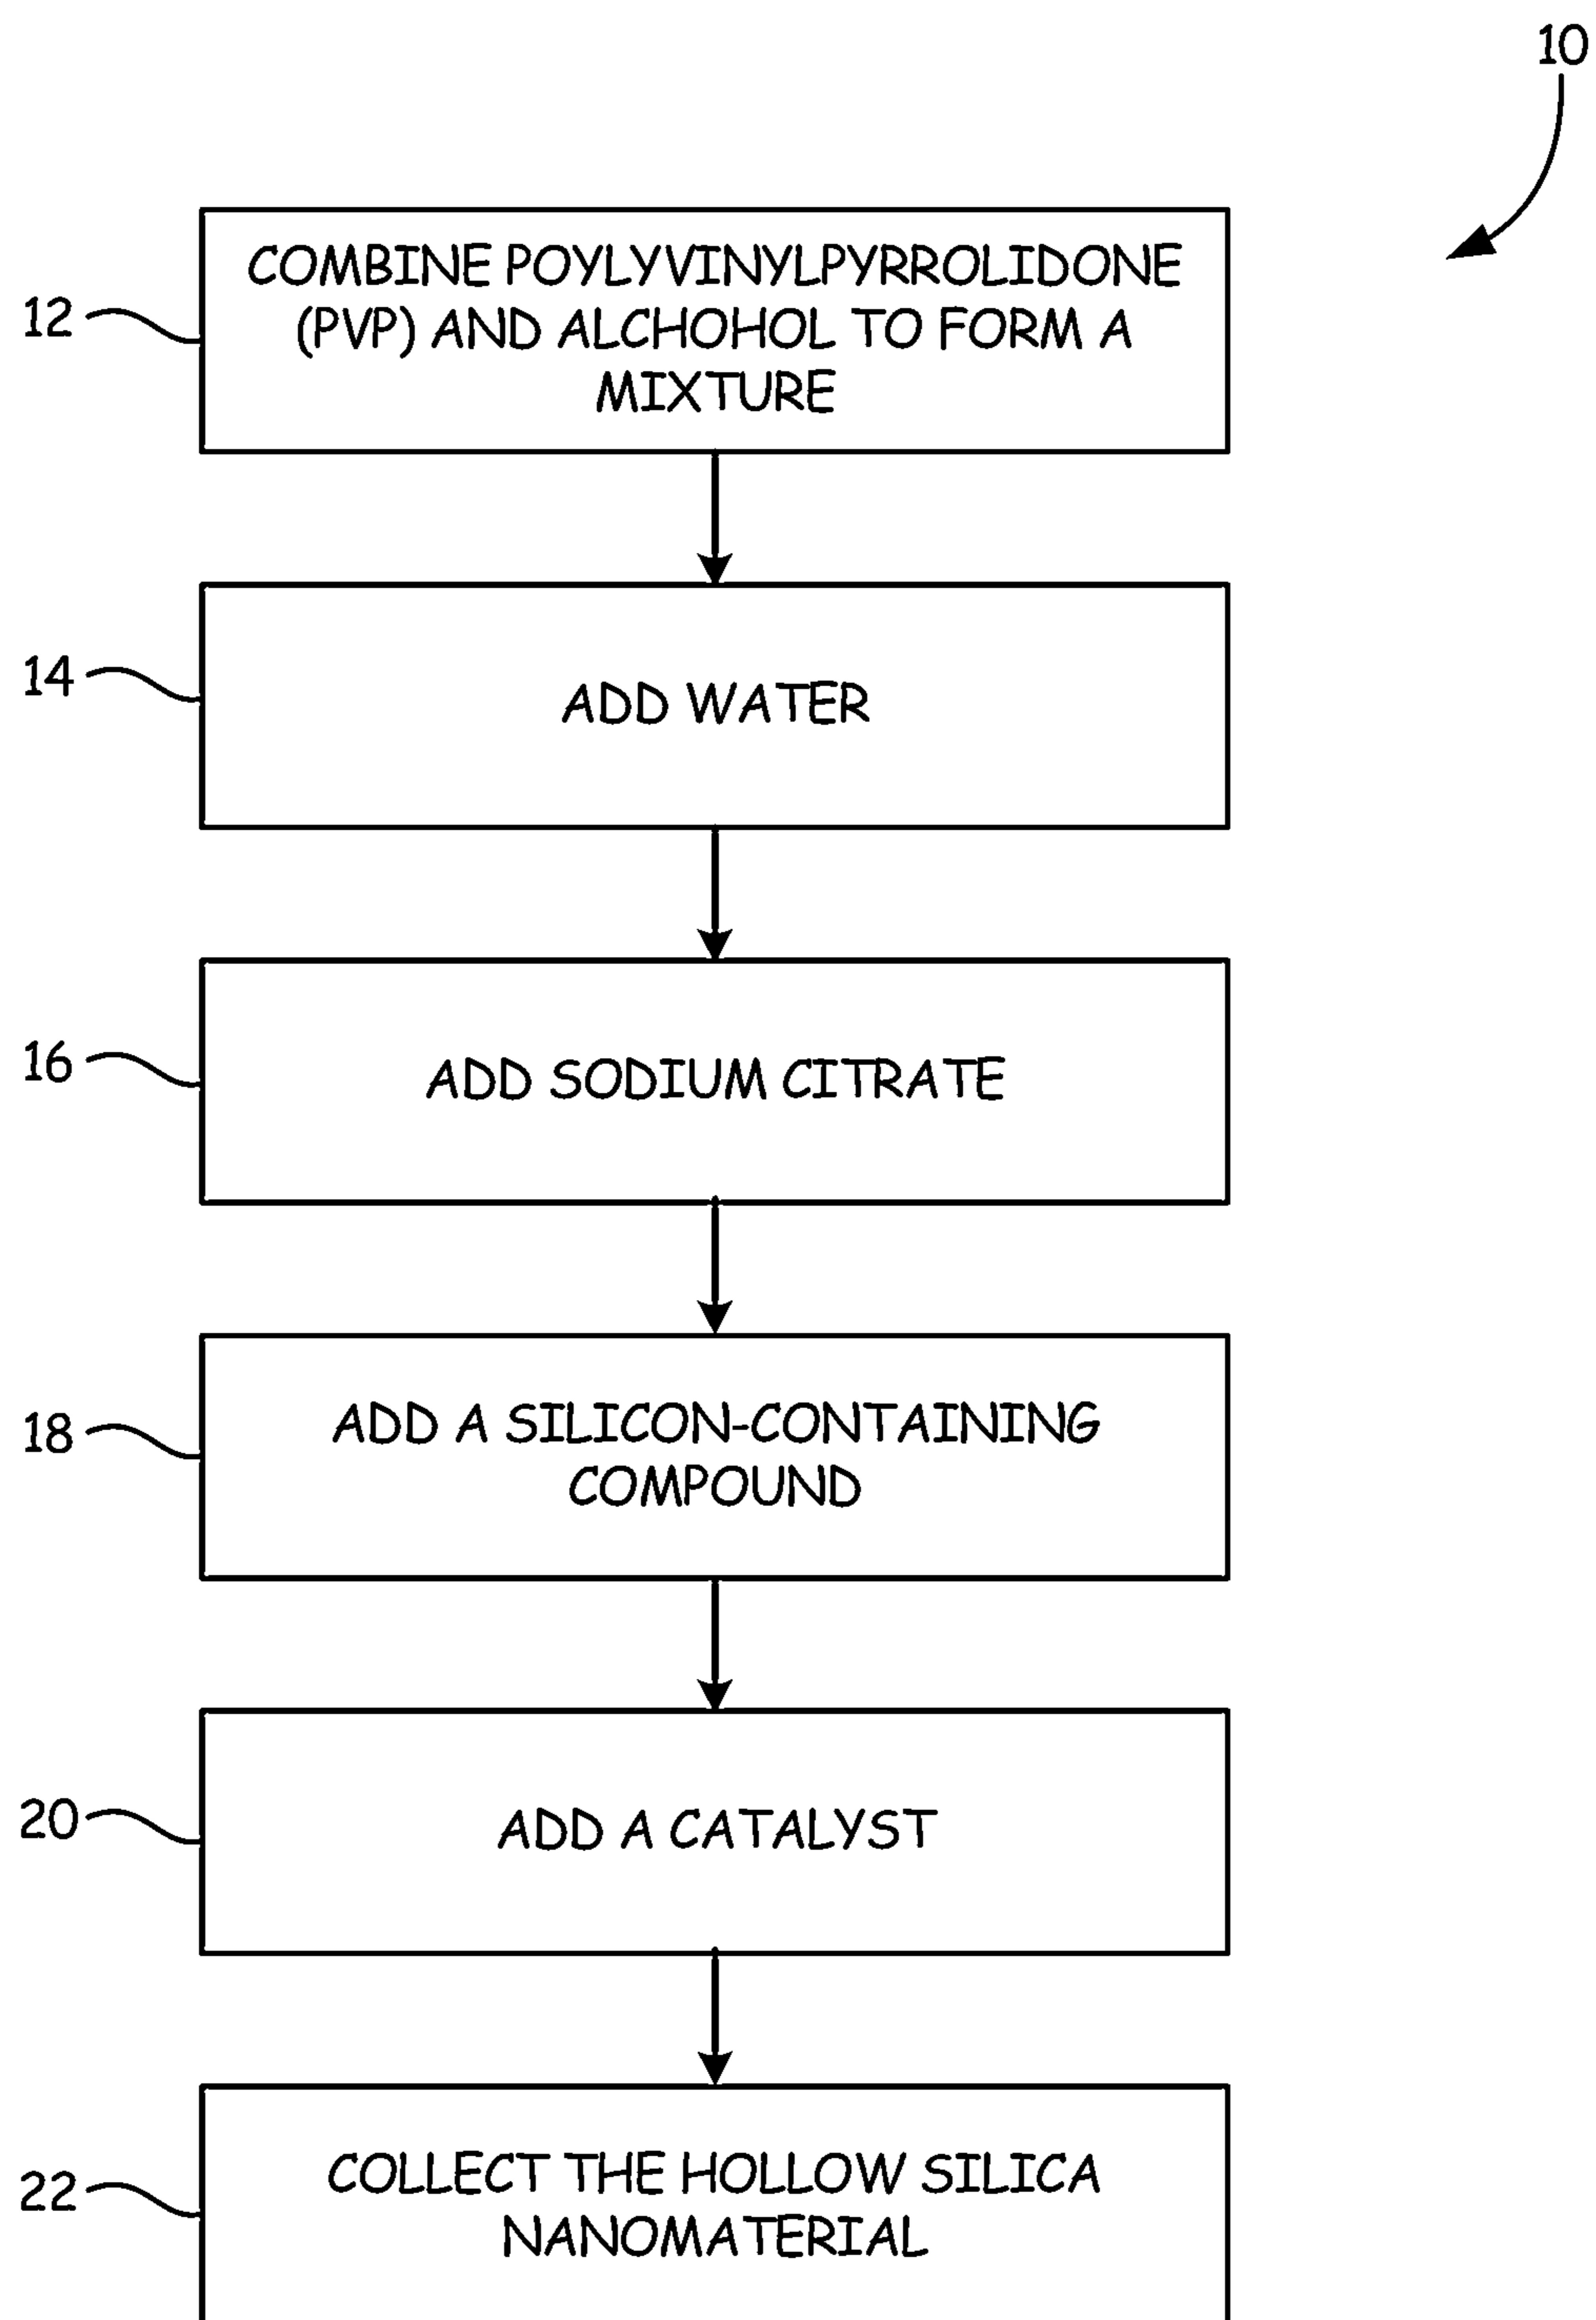 10
12
COMBINE POYLYVINYLPYRROLIDONE
(PVP) AND ALCHOHOL TO FORM A
MIXTURE
14
ADD WATER
16
ADD SODIUM CITRATE
18
ADD A SILICON-CONTAINING
COMPOUND
20
ADD A CATALYST
22
COLLECT THE HOLLOW SILICA
NANOMATERIAL